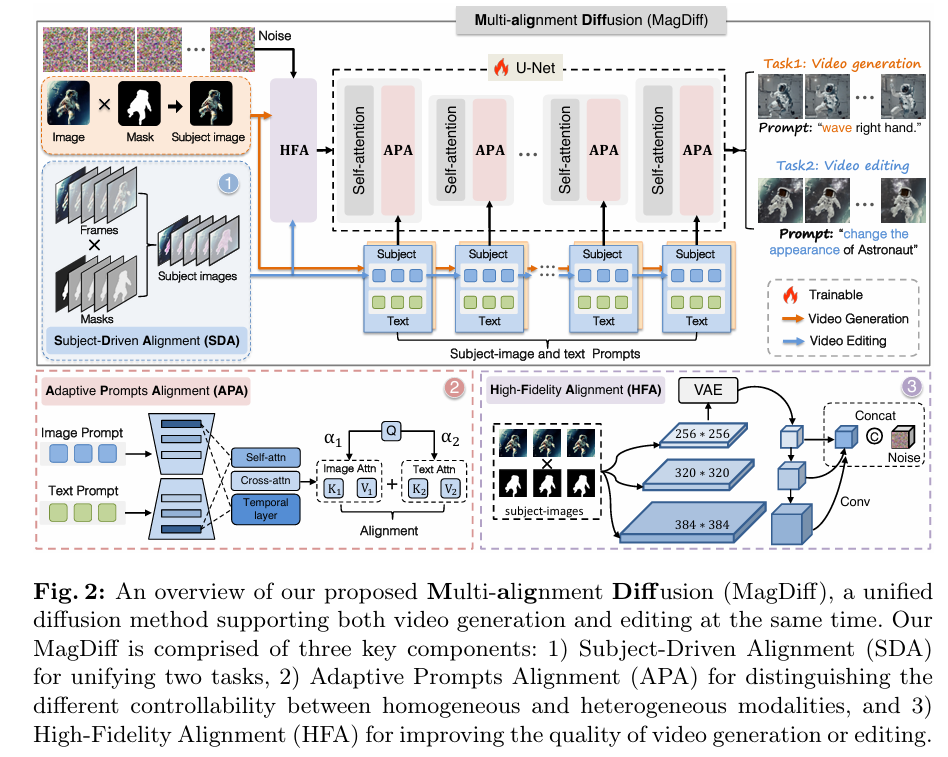 Multi-alignment Diffusion (MagDiff)
Noise
Image
Mask
Subject image
1
Frames
Masks
Subject images
Subject-Driven Alignment (SDA)
HFA
U-Net
Self-attention
APA
Self-attention
APA
...
Self-attention
APA
Self-attention
APA
Subject
Text
Subject
Text
Subject
Text
Subject
Text
Subject-image and text Prompts
Task1: Video generation
Prompt: “wave right hand.”
Task2: Video editing
Prompt: “change the
appearance of Astronaut”
Trainable
Video Generation
Video Editing
Adaptive Prompts Alignment (APA)
2
Image Prompt
Text Prompt
Self-attn
Cross-attn
Temporal
layer
α1
Q
α2
Image Attn
K1
V1
+
Text Attn
K2
V2
Alignment
High-Fidelity Alignment (HFA)
3
subject-images
VAE
256 * 256
320 * 320
384 * 384
Concat
©
Noise
Conv
Fig. 2: An overview of our proposed Multi-alignment Diffusion (MagDiff), a unified
diffusion method supporting both video generation and editing at the same time. Our
MagDiff is comprised of three key components: 1) Subject-Driven Alignment (SDA)
for unifying two tasks, 2) Adaptive Prompts Alignment (APA) for distinguishing the
different controllability between homogeneous and heterogeneous modalities, and 3)
High-Fidelity Alignment (HFA) for improving the quality of video generation or editing.